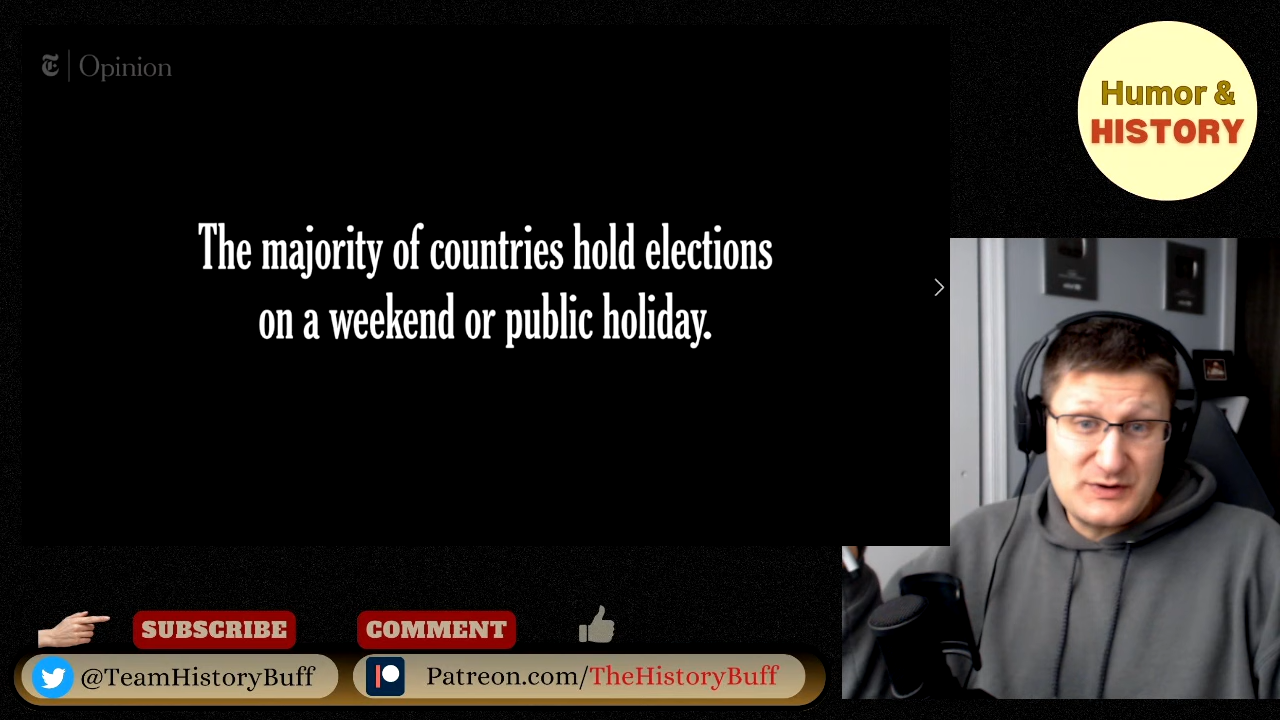 T Opinion
Humor &
HISTORY
The majority of countries hold elections
on a weekend or public holiday.
SUBSCRIBE
COMMENT
@TeamHistoryBuff
Patreon.com/TheHistoryBuff